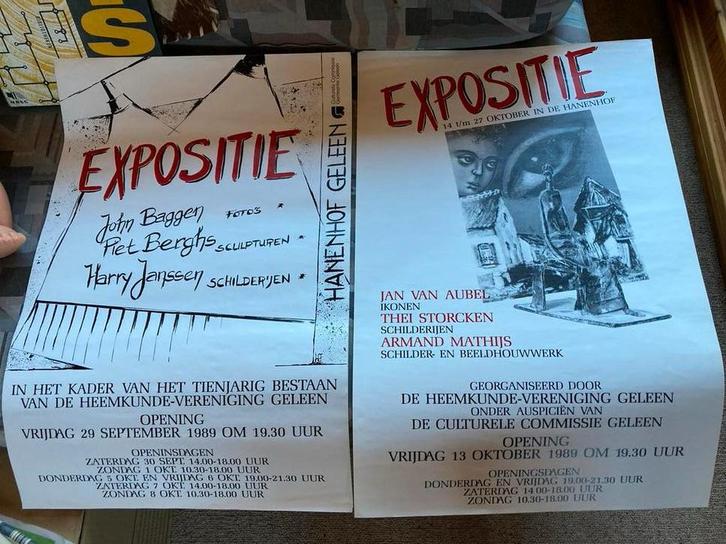 S
EXPOSITIE
John Baggen FOTO'S *
Piet Berghs SCULPTUREN *
Harry Janssen SCHILDERIJEN *
HANENHOF GELEEN
Culturele Commissie
Gemeente Geleen
IN HET KADER VAN HET TIENJARIG BESTAAN
VAN DE HEEMKUNDE-VERENIGING GELEEN
OPENING
VRIJDAG 29 SEPTEMBER 1989 OM 19.30 UUR
OPENINSDAGEN
ZATERDAG 30 SEPT. 14.00-18.00 UUR
ZONDAG 1 OKT. 10.30-18.00 UUR
DONDERDAG 5 OKT. EN VRIJDAG 6 OKT. 19.00-21.30 UUR
ZATERDAG 7 OKT. 14.00-18.00 UUR
ZONDAG 8 OKT. 10.30-18.00 UUR
EXPOSITIE
14 t/m 27 OKTOBER IN DE HANENHOF
JAN VAN AUBEL
IKONEN
THEI STORCKEN
SCHILDERIJEN
ARMAND MATHIJS
SCHILDER- EN BEELDHOUWWERK
GEORGANISEERD DOOR
DE HEEMKUNDE-VERENIGING GELEEN
ONDER AUSPICIËN VAN
DE CULTURELE COMMISSIE GELEEN
OPENING
VRIJDAG 13 OKTOBER 1989 OM 19.30 UUR
OPENINGSDAGEN
DONDERDAG EN VRIJDAG 19.00-21.30 UUR
ZATERDAG 14.00-18.00 UUR
ZONDAG 10.30-18.00 UUR